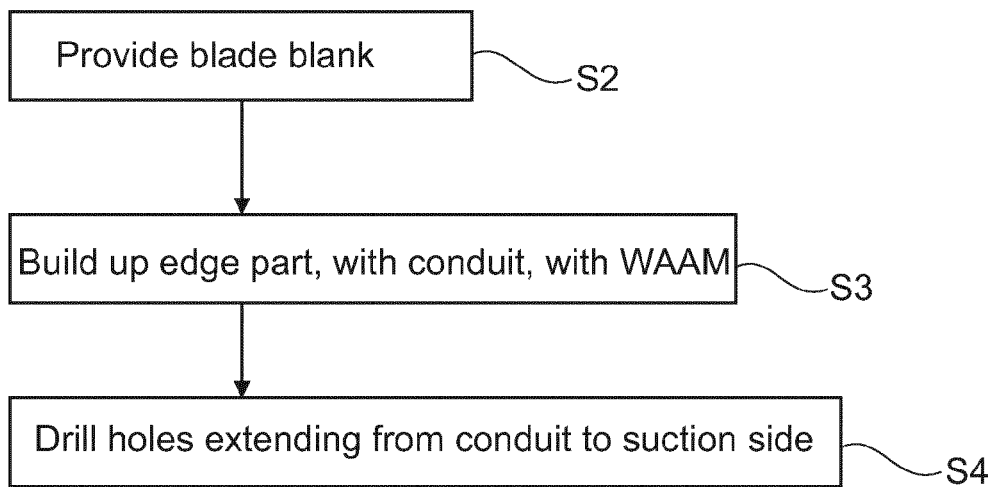 Provide blade blank
S2
Build up edge part, with conduit, with WAAM
S3
Drill holes extending from conduit to suction side
S4